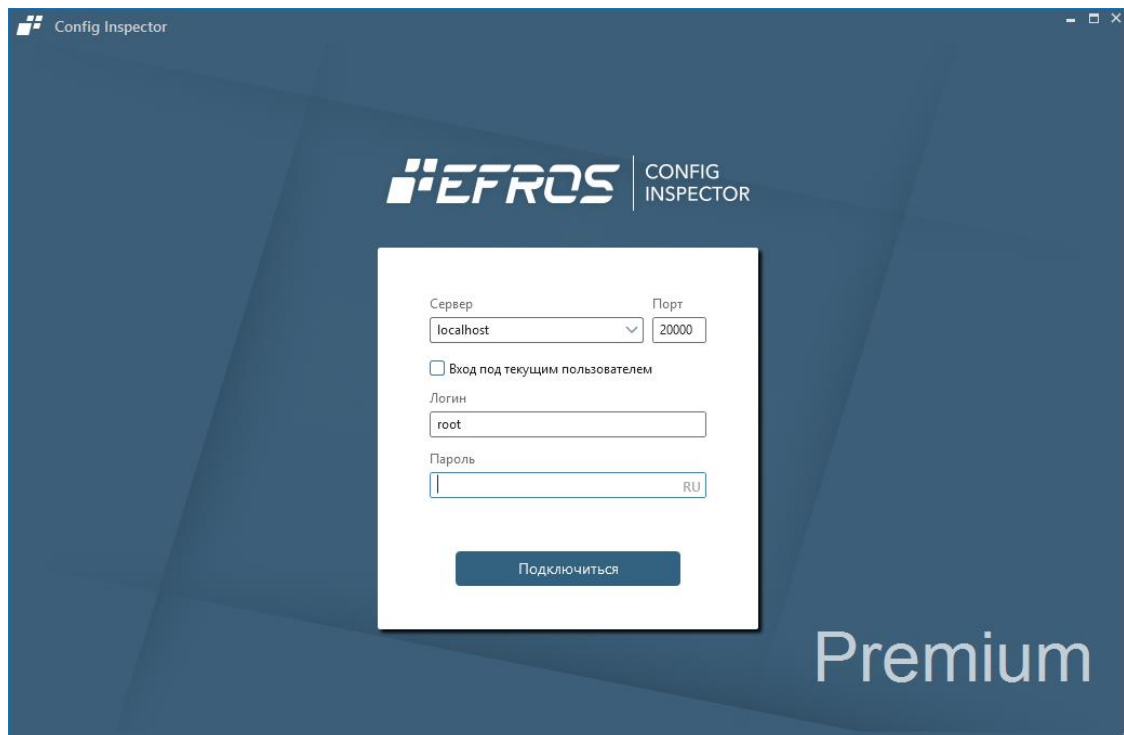 Config Inspector
EFROS CONFIG
INSPECTOR
Сервер Порт
localhost 20000
Вход под текущим пользователем
Логин
root
Пароль
RU
Подключиться
Premium